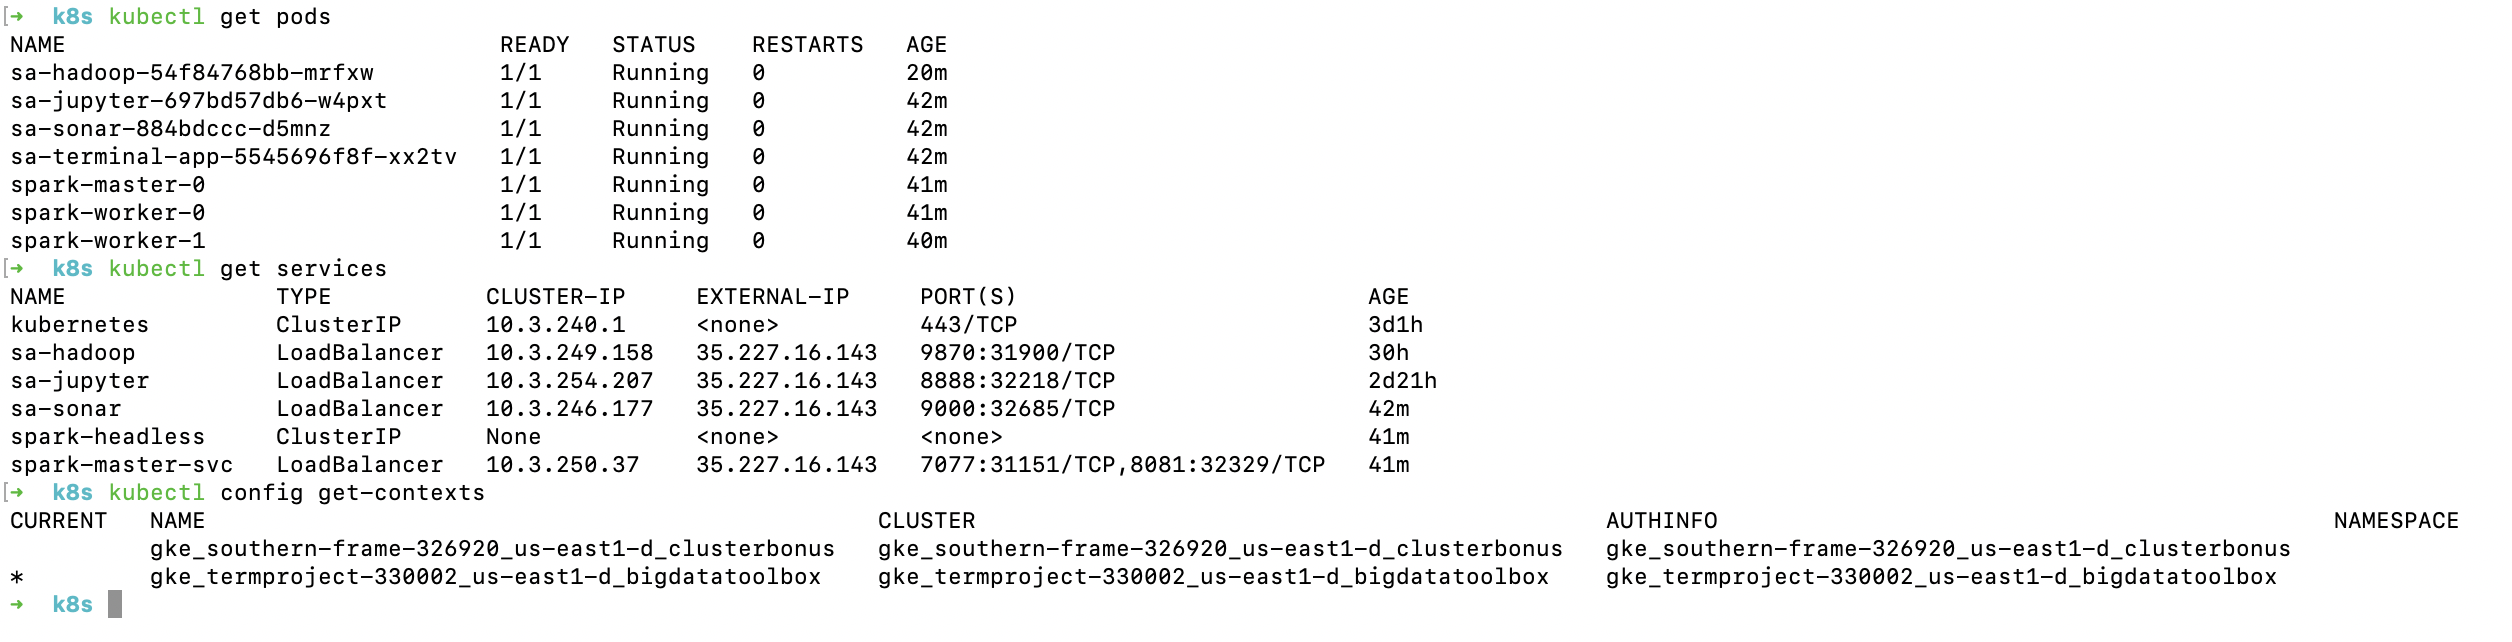 [➜  k8s kubectl get pods
NAME                               READY   STATUS    RESTARTS   AGE
sa-hadoop-54f84768bb-mrfxw         1/1     Running   0          20m
sa-jupyter-697bd57db6-w4pxt        1/1     Running   0          42m
sa-sonar-884bdccc-d5mnz            1/1     Running   0          42m
sa-terminal-app-5545696f8f-xx2tv   1/1     Running   0          42m
spark-master-0                     1/1     Running   0          41m
spark-worker-0                     1/1     Running   0          41m
spark-worker-1                     1/1     Running   0          40m
[➜  k8s kubectl get services
NAME               TYPE           CLUSTER-IP     EXTERNAL-IP     PORT(S)                         AGE
kubernetes         ClusterIP      10.3.240.1     <none>          443/TCP                         3d1h
sa-hadoop          LoadBalancer   10.3.249.158   35.227.16.143   9870:31900/TCP                  30h
sa-jupyter         LoadBalancer   10.3.254.207   35.227.16.143   8888:32218/TCP                  2d21h
sa-sonar           LoadBalancer   10.3.246.177   35.227.16.143   9000:32685/TCP                  42m
spark-headless     ClusterIP      None           <none>          <none>                          41m
spark-master-svc   LoadBalancer   10.3.250.37    35.227.16.143   7077:31151/TCP,8081:32329/TCP   41m
[➜  k8s kubectl config get-contexts
CURRENT   NAME                                                CLUSTER                                             AUTHINFO                                            NAMESPACE
          gke_southern-frame-326920_us-east1-d_clusterbonus   gke_southern-frame-326920_us-east1-d_clusterbonus   gke_southern-frame-326920_us-east1-d_clusterbonus
*         gke_termproject-330002_us-east1-d_bigdatatoolbox    gke_termproject-330002_us-east1-d_bigdatatoolbox    gke_termproject-330002_us-east1-d_bigdatatoolbox
➜  k8s